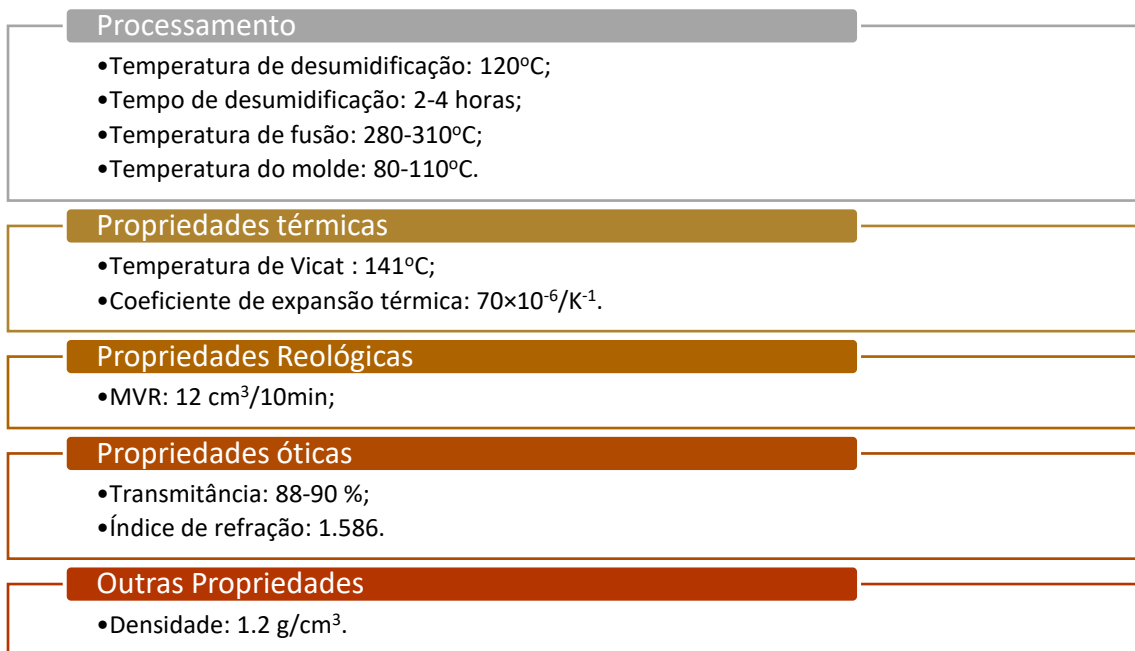 Processamento
•Temperatura de desumidificação: 120ºC;
•Tempo de desumidificação: 2-4 horas;
•Temperatura de fusão: 280-310ºC;
•Temperatura do molde: 80-110ºC.
Propriedades térmicas
•Temperatura de Vicat : 141ºC;
•Coeficiente de expansão térmica: 70×10⁻⁶/K⁻¹.
Propriedades Reológicas
•MVR: 12 cm³/10min;
Propriedades óticas
•Transmitância: 88-90 %;
•Índice de refração: 1.586.
Outras Propriedades
•Densidade: 1.2 g/cm³.